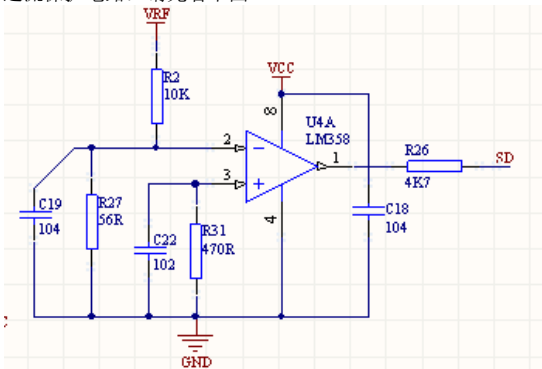 VRF
R2
10K
VCC
8
U4A
LM358
2
1
R26
SD
4K7
3
C19
104
R27
56R
C22
102
R31
470R
4
C18
104
GND